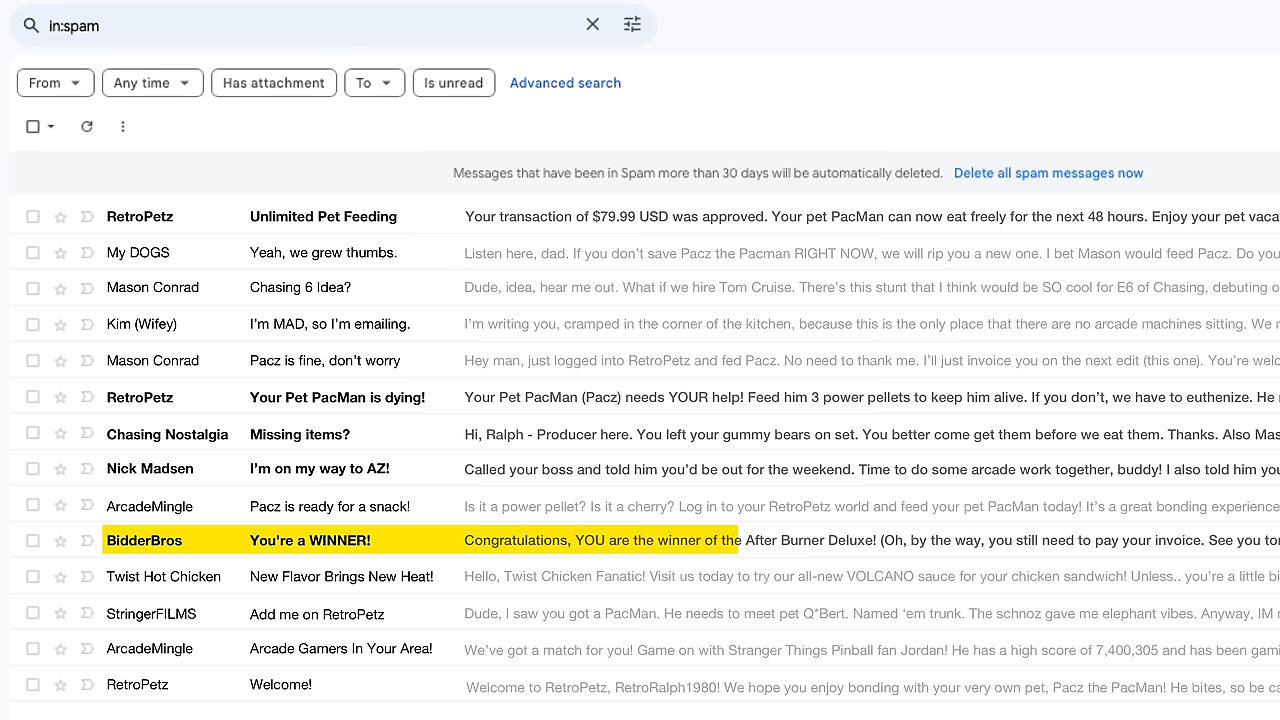 in:spam
From Any time Has attachment To Is unread Advanced search
Messages that have been in Spam more than 30 days will be automatically deleted. Delete all spam messages now
RetroPetz Unlimited Pet Feeding Your transaction of $79.99 USD was approved. Your pet PacMan can now eat freely for the next 48 hours. Enjoy your pet vaca
My DOGS Yeah, we grew thumbs. Listen here, dad. If you don't save Pacz the Pacman RIGHT NOW, we will rip you a new one. I bet Mason would feed Pacz. Do you
Mason Conrad Chasing 6 Idea? Dude, idea, hear me out. What if we hire Tom Cruise. There's this stunt that I think would be SO cool for E6 of Chasing, debuting o
Kim (Wifey) I'm MAD, so I'm emailing. I'm writing you, cramped in the corner of the kitchen, because this is the only place that there are no arcade machines sitting. We
Mason Conrad Pacz is fine, don't worry Hey man, just logged into RetroPetz and fed Pacz. No need to thank me. I'll just invoice you on the next edit (this one). You're welc
RetroPetz Your Pet PacMan is dying! Your Pet PacMan (Pacz) needs YOUR help! Feed him 3 power pellets to keep him alive. If you don't, we have to euthenize. He
Chasing Nostalgia Missing items? Hi, Ralph - Producer here. You left your gummy bears on set. You better come get them before we eat them. Thanks. Also Mas
Nick Madsen I'm on my way to AZ! Called your boss and told him you'd be out for the weekend. Time to do some arcade work together, buddy! I also told him you
ArcadeMingle Pacz is ready for a snack! Is it a power pellet? Is it a cherry? Log in to your RetroPetz world and feed your pet PacMan today! It's a great bonding experience
BidderBros You're a WINNER! Congratulations, YOU are the winner of the After Burner Deluxe! (Oh, by the way, you still need to pay your invoice. See you to
Twist Hot Chicken New Flavor Brings New Heat! Hello, Twist Chicken Fanatic! Visit us today to try our all-new VOLCANO sauce for your chicken sandwich! Unless.. you're a little bi
StringerFILMS Add me on RetroPetz Dude, I saw you got a PacMan. He needs to meet pet Q*Bert. Named 'em trunk. The schnoz gave me elephant vibes. Anyway, IM
ArcadeMingle Arcade Gamers In Your Area! We've got a match for you! Game on with Stranger Things Pinball fan Jordan! He has a high score of 7,400,305 and has been gami
RetroPetz Welcome! Welcome to RetroPetz, RetroRalph1980! We hope you enjoy bonding with your very own pet, Pacz the PacMan! He bites, so be ca